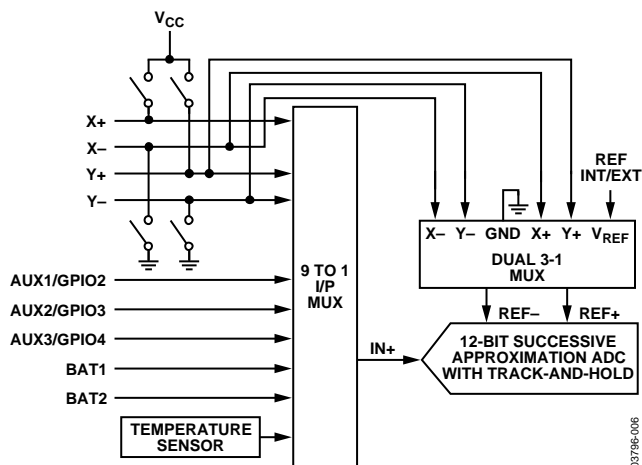 VCC
X+
X–
Y+
Y–
AUX1/GPIO2
AUX2/GPIO3
AUX3/GPIO4
BAT1
BAT2
TEMPERATURE
SENSOR
9 TO 1
I/P
MUX
IN+
REF
INT/EXT
X– Y– GND X+ Y+ VREF
DUAL 3-1
MUX
REF– REF+
12-BIT SUCCESSIVE
APPROXIMATION ADC
WITH TRACK-AND-HOLD
03796-006